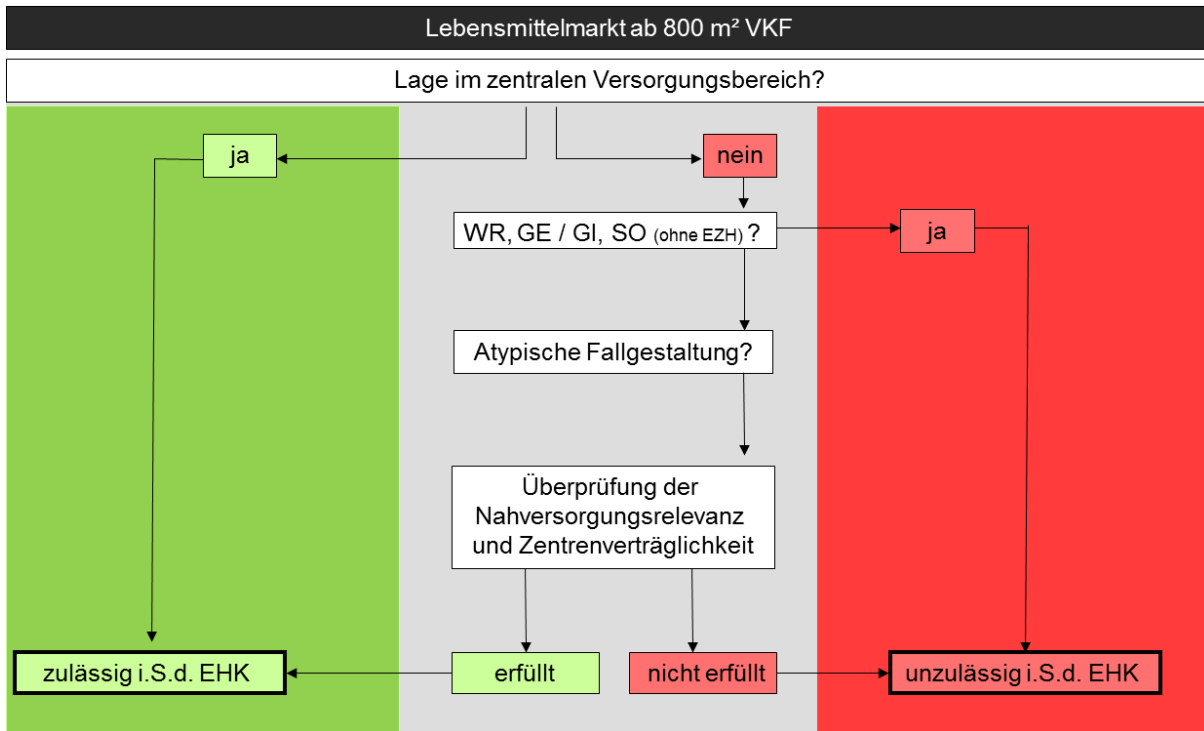 Lebensmittelmarkt ab 800 m² VKF
Lage im zentralen Versorgungsbereich?
ja
nein
WR, GE / GI, SO (ohne EZH) ?
ja
Atypische Fallgestaltung?
Überprüfung der
Nahversorgungsrelevanz
und Zentrenverträglichkeit
zulässig i.S.d. EHK
erfüllt
nicht erfüllt
unzulässig i.S.d. EHK